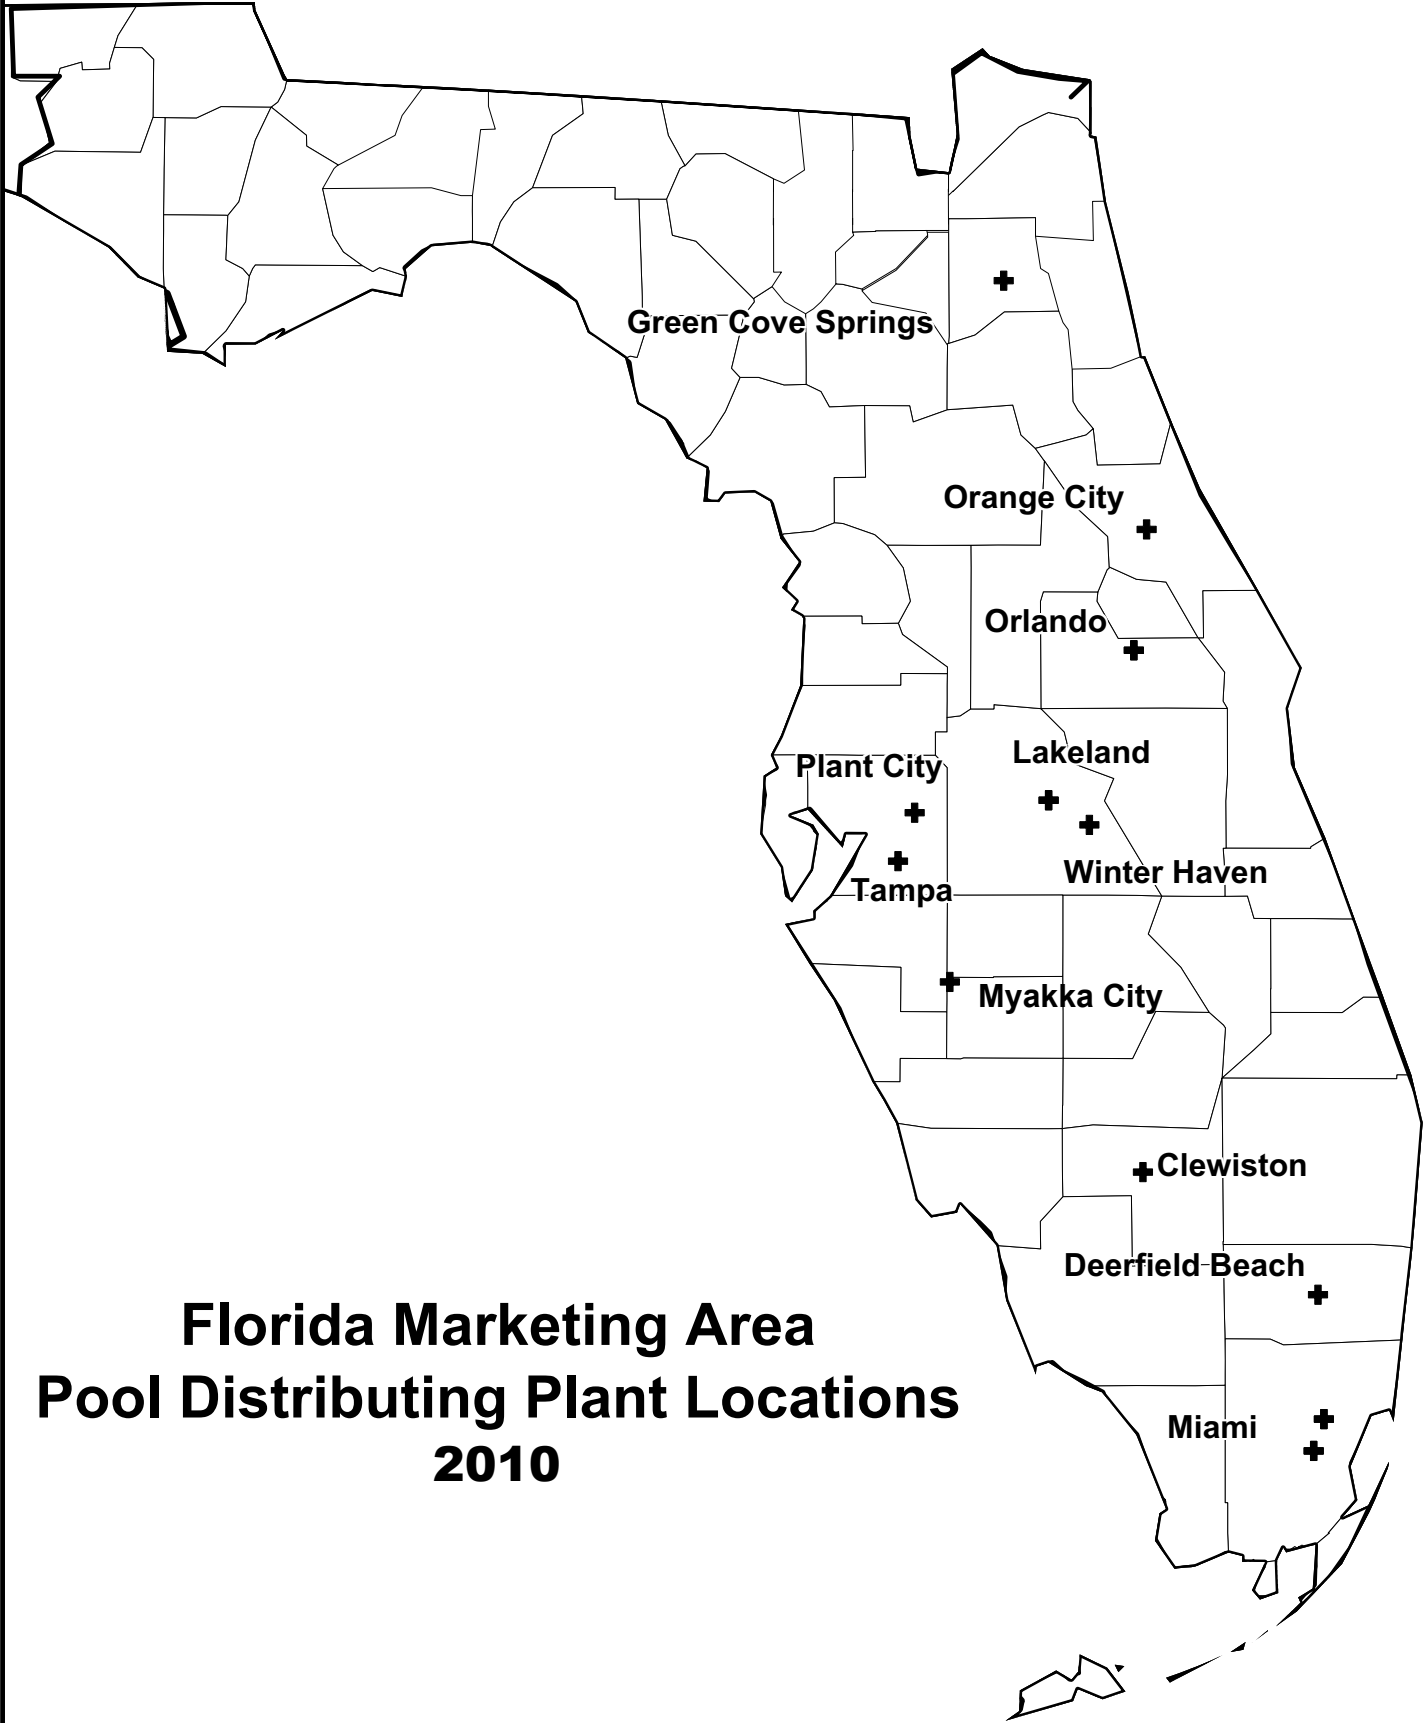 Green Cove Springs
Orange City
Orlando
Lakeland
Plant City
Winter Haven
Tampa
Myakka City
Clewiston
Deerfield Beach
Miami
Florida Marketing Area
Pool Distributing Plant Locations
2010